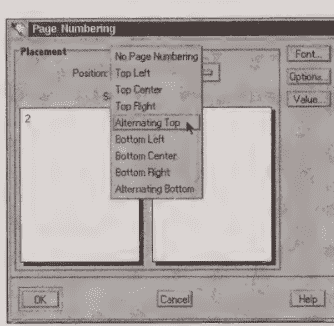 Page Numbering
Placement
Position:
No Page Numbering
Top Left
Top Center
Top Right
Alternating Top
Bottom Left
Bottom Center
Bottom Right
Alternating Bottom
Font...
Options...
Value...
2
OK
Cancel
Help